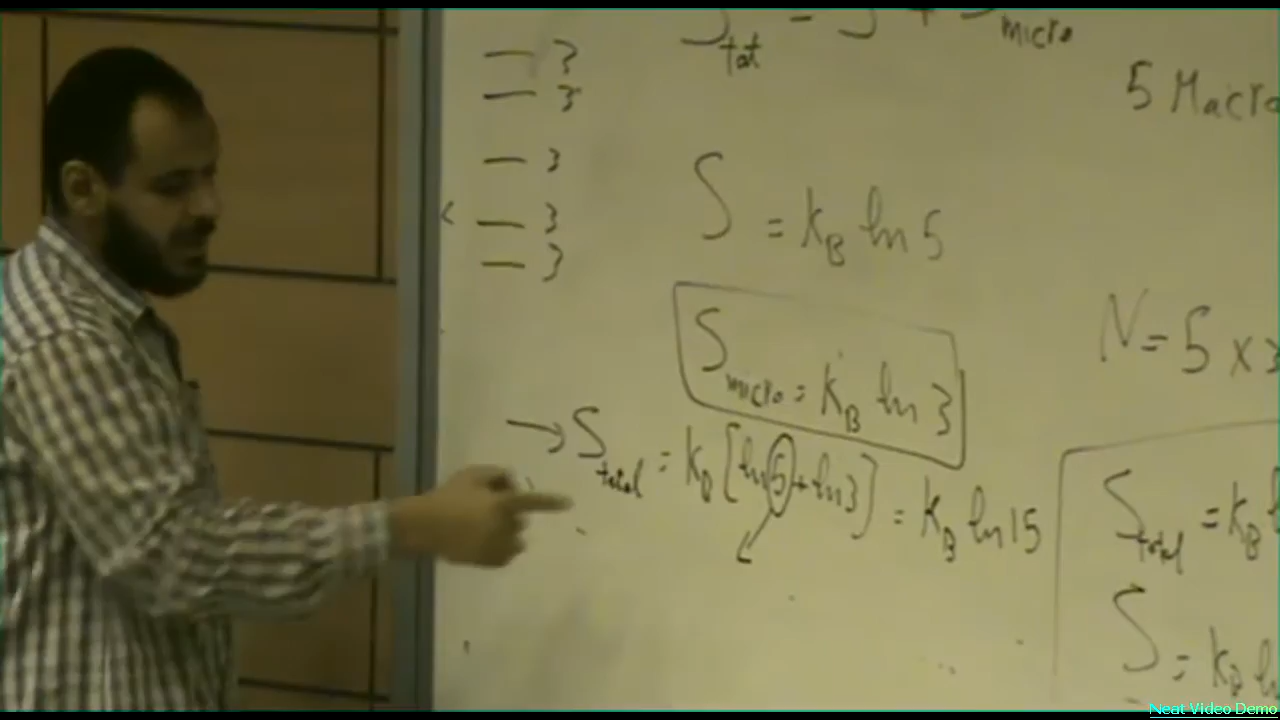 S_tot = S + S_micro
5 Macro
— 3
— 3
— 3
< — 3
— 3
S = k_B ln 5
S_micro = k_B ln 3
N = 5 × 3
→ S_total = k_B [ln 5 + ln 3] = k_B ln 15
S_total = k_B l
S = k_B ln
Neat Video Demo